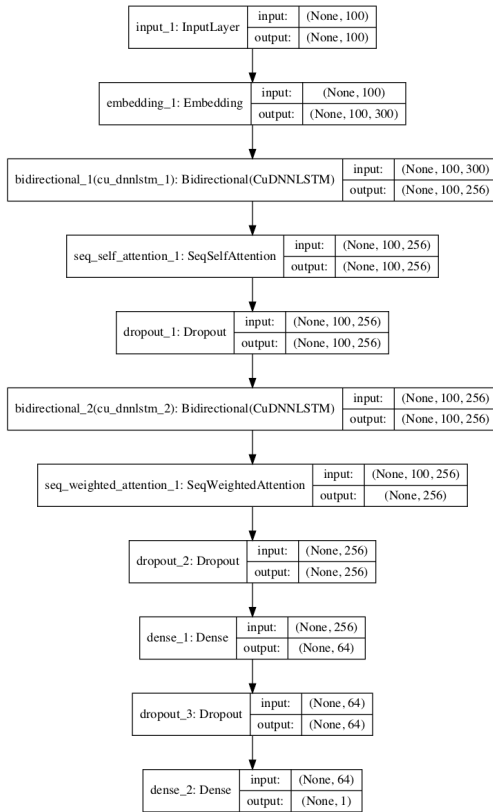 input_1: InputLayer input: (None, 100)
output: (None, 100)
embedding_1: Embedding input: (None, 100)
output: (None, 100, 300)
bidirectional_1(cu_dnnlstm_1): Bidirectional(CuDNNLSTM) input: (None, 100, 300)
output: (None, 100, 256)
seq_self_attention_1: SeqSelfAttention input: (None, 100, 256)
output: (None, 100, 256)
dropout_1: Dropout input: (None, 100, 256)
output: (None, 100, 256)
bidirectional_2(cu_dnnlstm_2): Bidirectional(CuDNNLSTM) input: (None, 100, 256)
output: (None, 100, 256)
seq_weighted_attention_1: SeqWeightedAttention input: (None, 100, 256)
output: (None, 256)
dropout_2: Dropout input: (None, 256)
output: (None, 256)
dense_1: Dense input: (None, 256)
output: (None, 64)
dropout_3: Dropout input: (None, 64)
output: (None, 64)
dense_2: Dense input: (None, 64)
output: (None, 1)